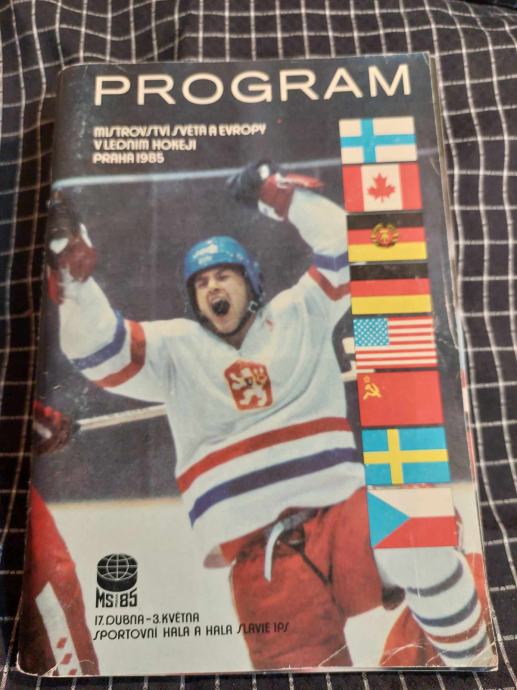 PROGRAM
MISTROVSTVÍ SVĚTA A EVROPY
V LEDNÍM HOKEJI
PRAHA 1985
MS 85
17. DUBNA - 3. KVĚTNA
SPORTOVNÍ HALA A HALA SLAVIE IPS